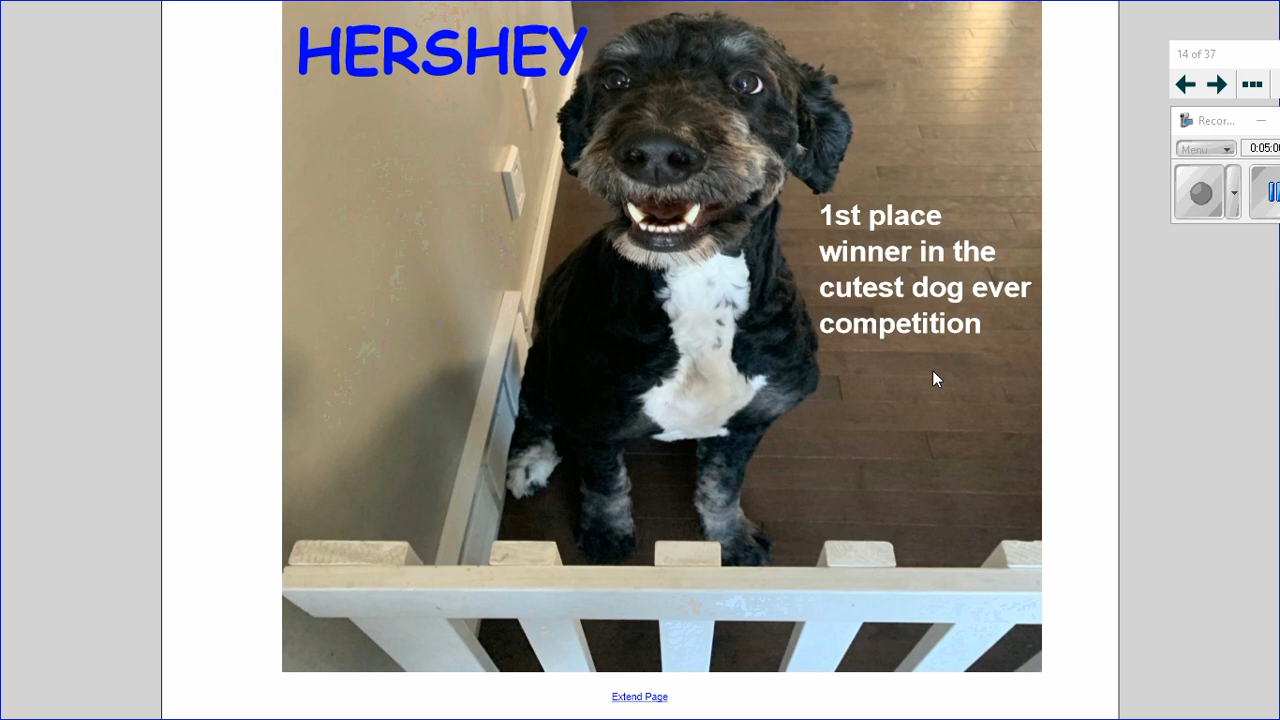 HERSHEY
1st place
winner in the
cutest dog ever
competition
14 of 37
Recor...
Menu
0:05:0
Extend Page